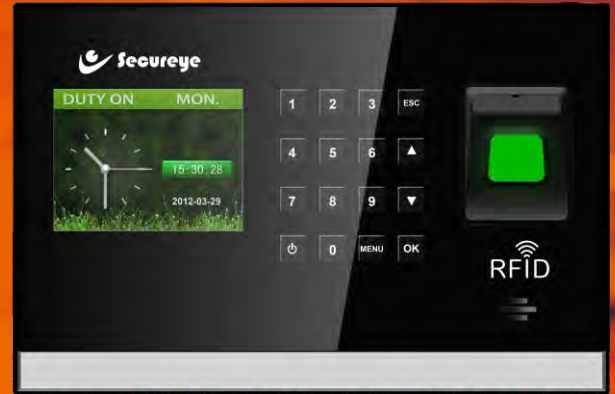 Secureye
DUTY ON MON.
15:30:28
2012-03-29
1 2 3 ESC
4 5 6 ▲
7 8 9 ▼
0 MENU OK
RFID